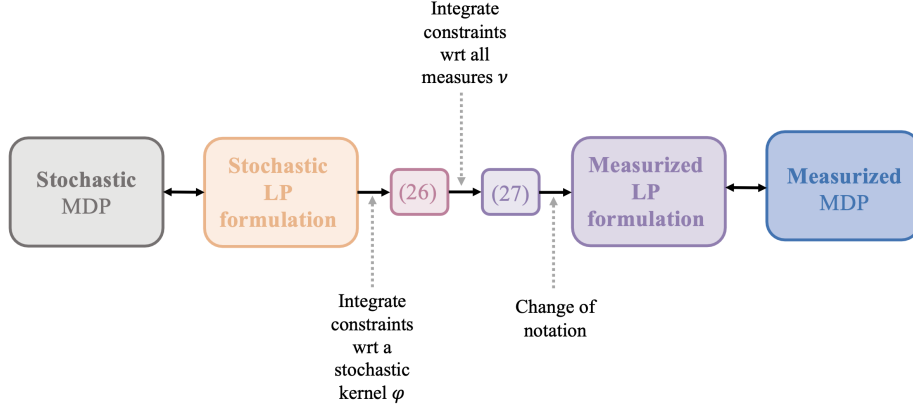 Integrate
constraints
wrt all
measures ν
Stochastic
MDP
Stochastic
LP
formulation
(26)
(27)
Measurized
LP
formulation
Measurized
MDP
Integrate
constraints
wrt a
stochastic
kernel φ
Change of
notation